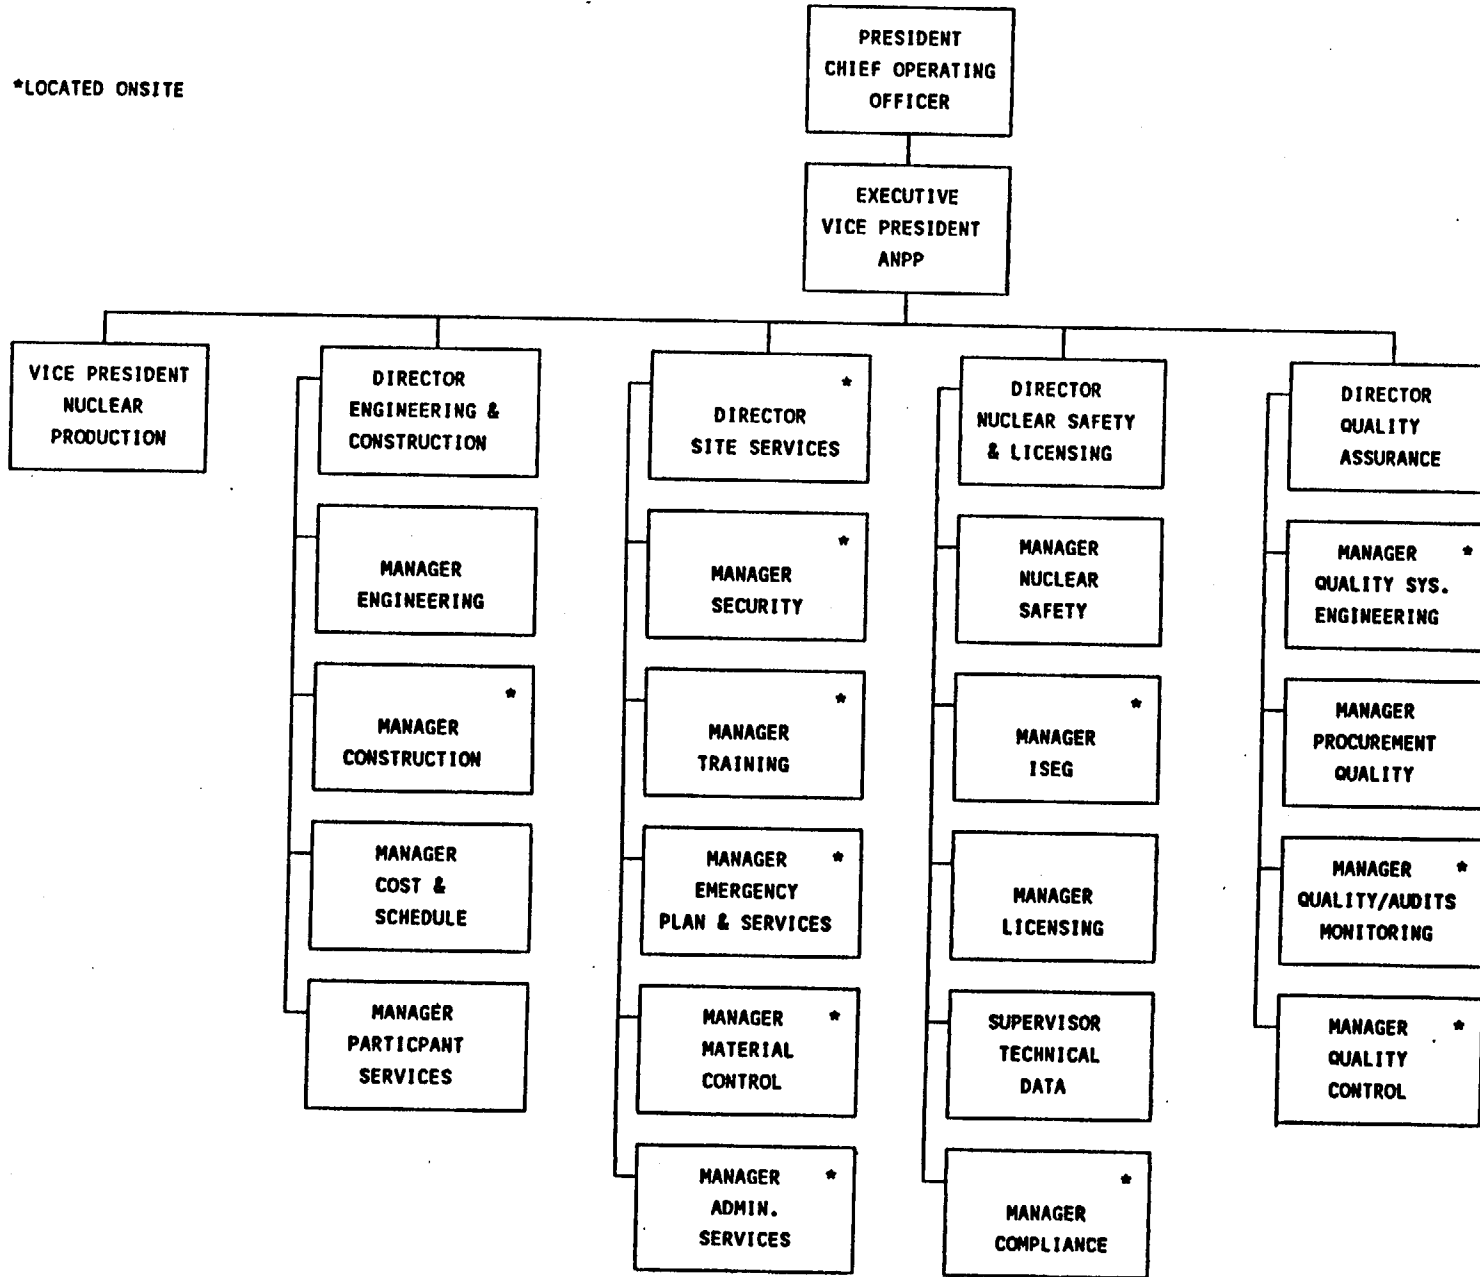 *LOCATED ONSITE
PRESIDENT
CHIEF OPERATING
OFFICER
EXECUTIVE
VICE PRESIDENT
ANPP
VICE PRESIDENT
NUCLEAR
PRODUCTION
DIRECTOR
ENGINEERING &
CONSTRUCTION
MANAGER
ENGINEERING
*
MANAGER
CONSTRUCTION
MANAGER
COST &
SCHEDULE
MANAGER
PARTICPANT
SERVICES
*
DIRECTOR
SITE SERVICES
*
MANAGER
SECURITY
*
MANAGER
TRAINING
MANAGER *
EMERGENCY
PLAN & SERVICES
MANAGER *
MATERIAL
CONTROL
MANAGER *
ADMIN.
SERVICES
DIRECTOR
NUCLEAR SAFETY
& LICENSING
MANAGER
NUCLEAR
SAFETY
*
MANAGER
ISEG
MANAGER
LICENSING
SUPERVISOR
TECHNICAL
DATA
*
MANAGER
COMPLIANCE
DIRECTOR
QUALITY
ASSURANCE
MANAGER *
QUALITY SYS.
ENGINEERING
MANAGER
PROCUREMENT
QUALITY
MANAGER *
QUALITY/AUDITS
MONITORING
MANAGER *
QUALITY
CONTROL